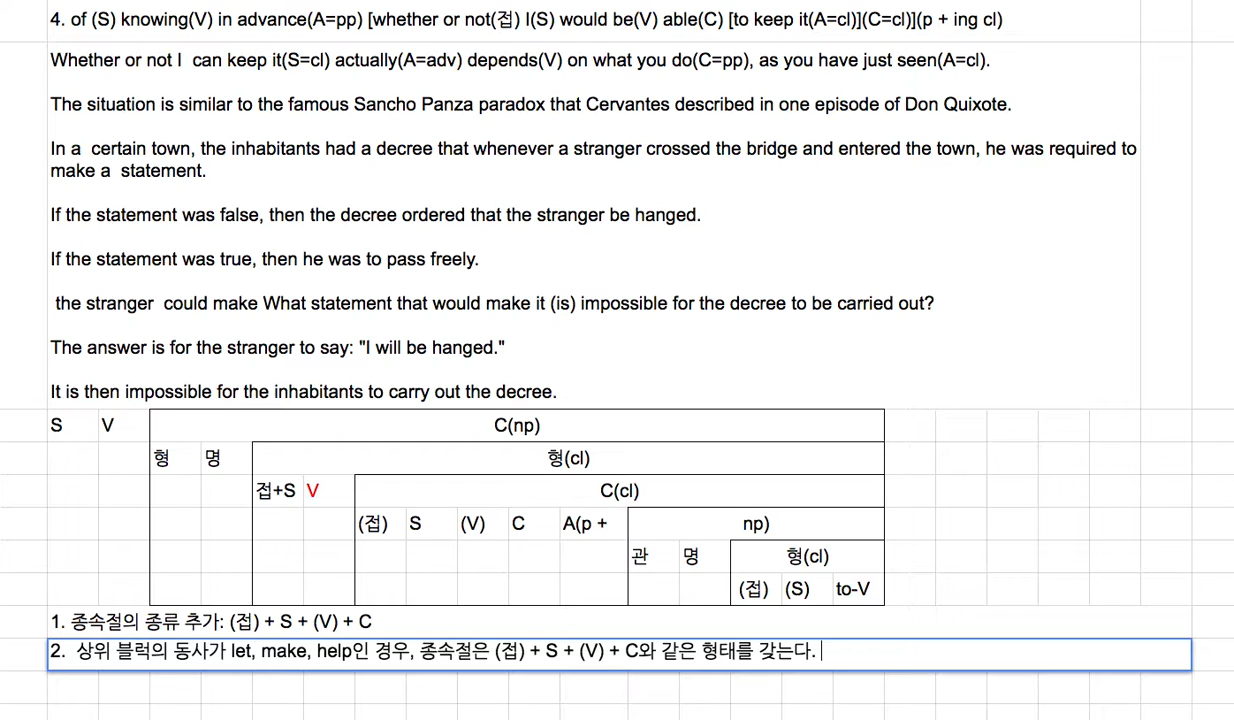 4. of (S) knowing(V) in advance(A=pp) [whether or not(접) I(S) would be(V) able(C) [to keep it(A=cl)](C=cl)](p + ing cl)
Whether or not I  can keep it(S=cl) actually(A=adv) depends(V) on what you do(C=pp), as you have just seen(A=cl).
The situation is similar to the famous Sancho Panza paradox that Cervantes described in one episode of Don Quixote.
In a  certain town, the inhabitants had a decree that whenever a stranger crossed the bridge and entered the town, he was required to
make a  statement.
If the statement was false, then the decree ordered that the stranger be hanged.
If the statement was true, then he was to pass freely.
the stranger  could make What statement that would make it (is) impossible for the decree to be carried out?
The answer is for the stranger to say: "I will be hanged."
It is then impossible for the inhabitants to carry out the decree.
S V C(np)
형 명 형(cl)
접+S V C(cl)
(접) S (V) C A(p + np)
관 명 형(cl)
(접) (S) to-V
1. 종속절의 종류 추가: (접) + S + (V) + C
2.  상위 블럭의 동사가 let, make, help인 경우, 종속절은 (접) + S + (V) + C와 같은 형태를 갖는다.